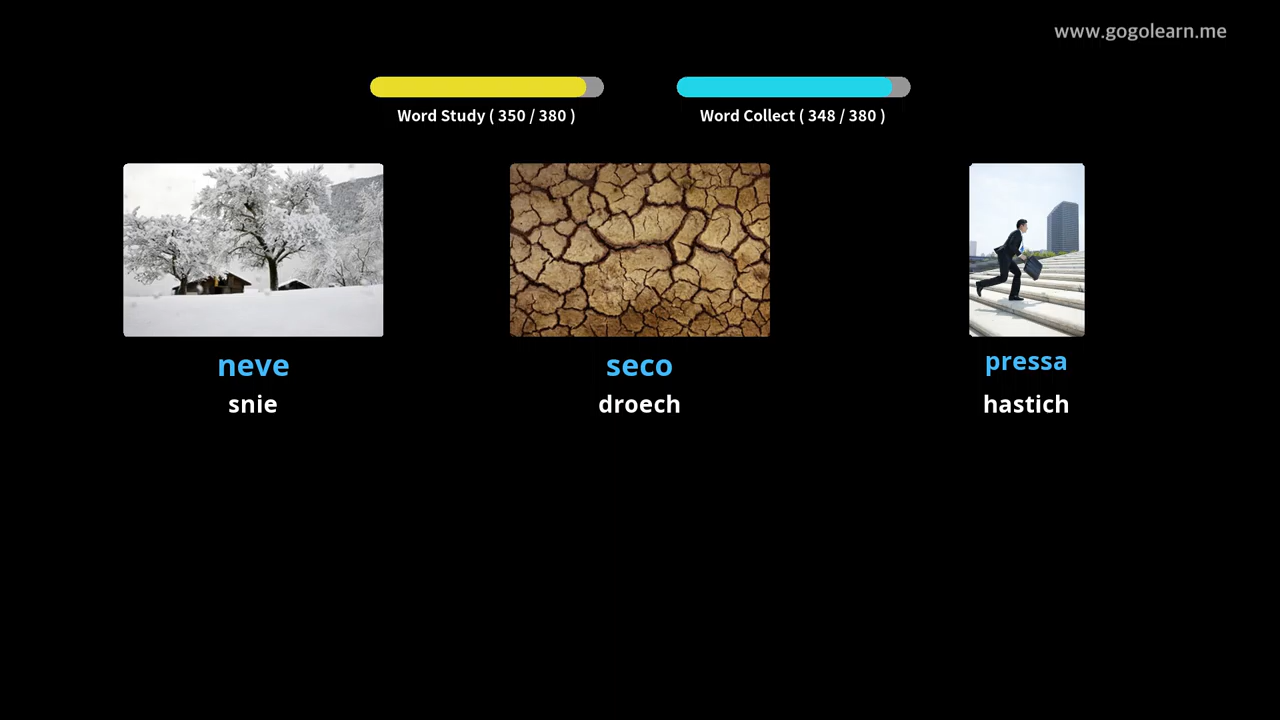 www.gogolearn.me
Word Study ( 350 / 380 )
Word Collect ( 348 / 380 )
neve
seco
pressa
snie
droech
hastich